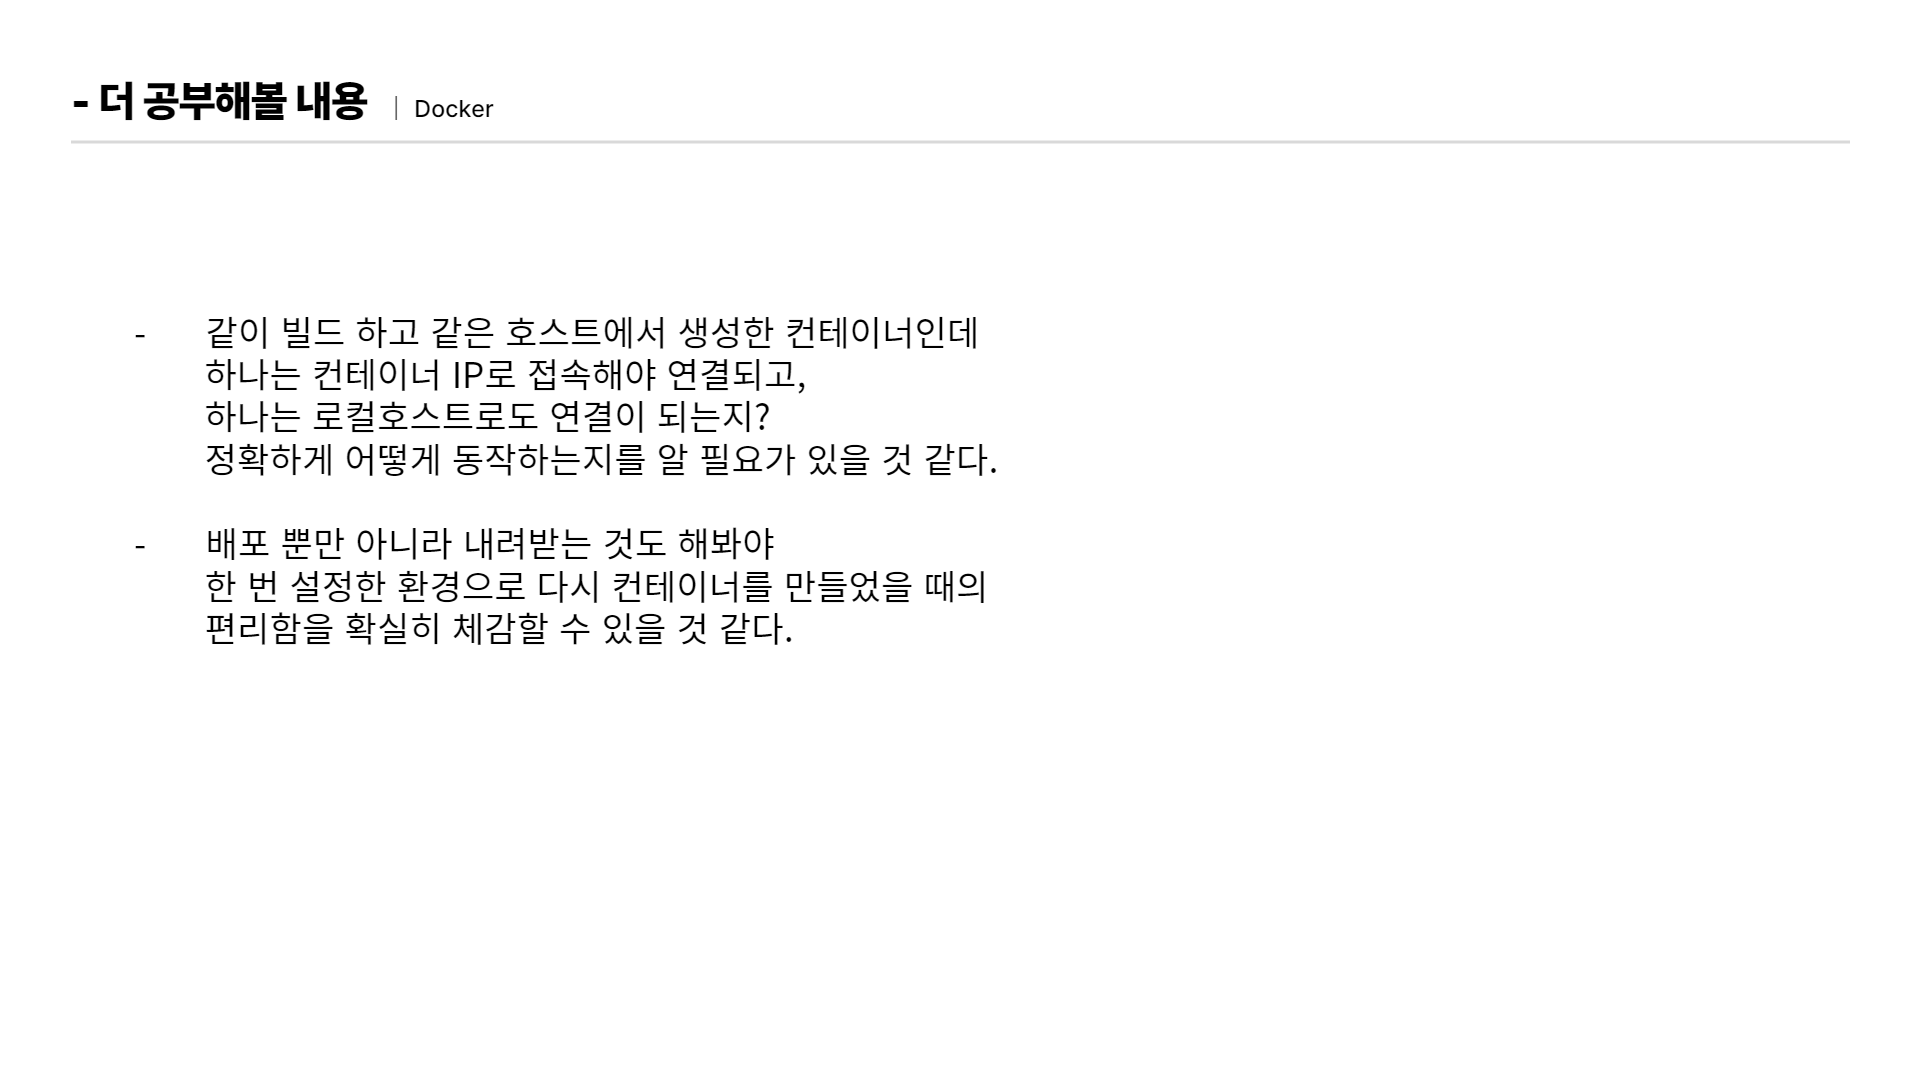 - 더 공부해볼 내용 | Docker
- 같이 빌드 하고 같은 호스트에서 생성한 컨테이너인데
하나는 컨테이너 IP로 접속해야 연결되고,
하나는 로컬호스트로도 연결이 되는지?
정확하게 어떻게 동작하는지를 알 필요가 있을 것 같다.
- 배포 뿐만 아니라 내려받는 것도 해봐야
한 번 설정한 환경으로 다시 컨테이너를 만들었을 때의
편리함을 확실히 체감할 수 있을 것 같다.